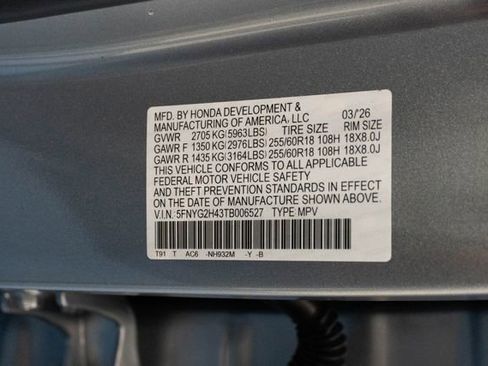 MFD. BY HONDA DEVELOPMENT &
MANUFACTURING OF AMERICA, LLC 03/'26
GVWR 2705 KG(5963LBS) TIRE SIZE RIM SIZE
GAWR F 1350 KG(2976LBS) 255/60R18 108H 18X8.0J
GAWR R 1435 KG(3164LBS) 255/60R18 108H 18X8.0J
THIS VEHICLE CONFORMS TO ALL APPLICABLE
FEDERAL MOTOR VEHICLE SAFETY
AND THEFT PREVENTION STANDARDS IN EFFECT
ON THE DATE OF MANUFACTURE SHOWN ABOVE.
V.I.N. 5FNYG2H43TB006527 TYPE: MPV
T91 T AC6 -NH932M -Y -B